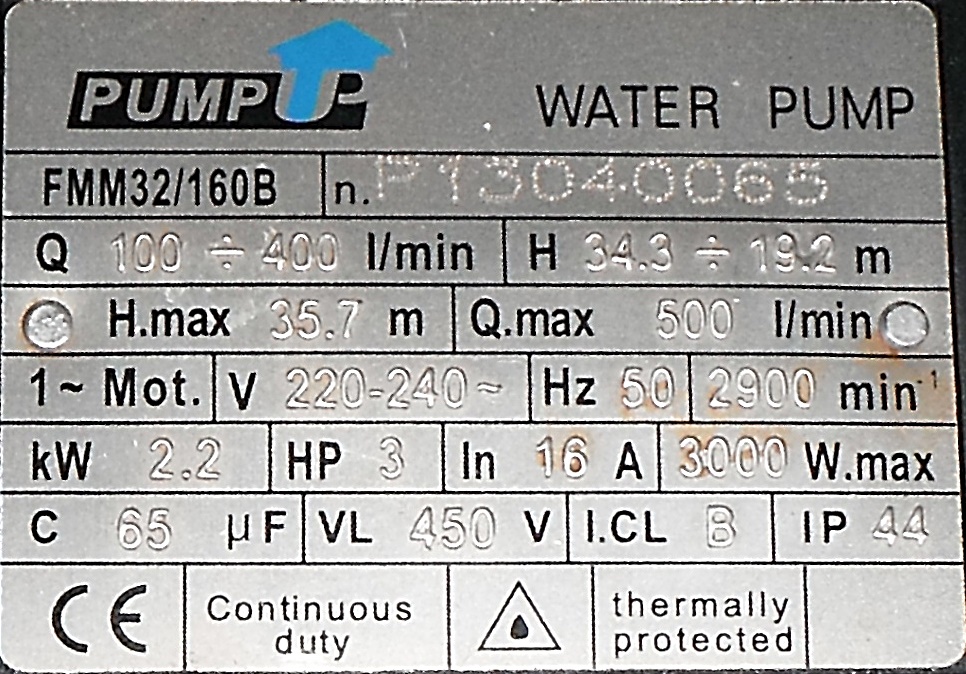 PUMPUP WATER PUMP
FMM32/160B n. P13040065
Q 100 ÷ 400 l/min H 34.3 ÷ 19.2 m
H.max 35.7 m Q.max 500 l/min
1~ Mot. V 220-240~ Hz 50 2900 min⁻¹
kW 2.2 HP 3 In 16 A 3000 W.max
C 65 µF VL 450 V I.CL B IP 44
CE Continuous duty thermally protected